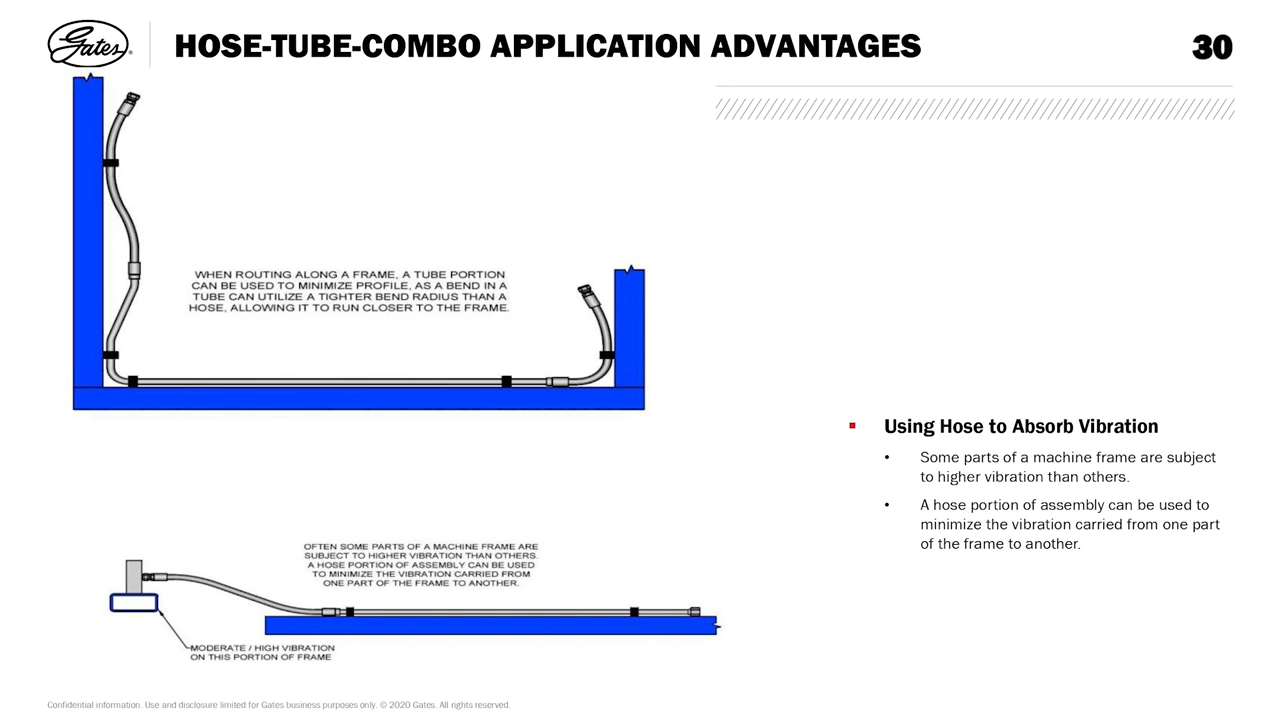 Gates®
HOSE-TUBE-COMBO APPLICATION ADVANTAGES
30
WHEN ROUTING ALONG A FRAME, A TUBE PORTION
CAN BE USED TO MINIMIZE PROFILE, AS A BEND IN A
TUBE CAN UTILIZE A TIGHTER BEND RADIUS THAN A
HOSE, ALLOWING IT TO RUN CLOSER TO THE FRAME.
▪ Using Hose to Absorb Vibration
• Some parts of a machine frame are subject
to higher vibration than others.
• A hose portion of assembly can be used to
minimize the vibration carried from one part
of the frame to another.
OFTEN SOME PARTS OF A MACHINE FRAME ARE
SUBJECT TO HIGHER VIBRATION THAN OTHERS.
A HOSE PORTION OF ASSEMBLY CAN BE USED
TO MINIMIZE THE VIBRATION CARRIED FROM
ONE PART OF THE FRAME TO ANOTHER.
MODERATE / HIGH VIBRATION
ON THIS PORTION OF FRAME
Confidential information. Use and disclosure limited for Gates business purposes only. © 2020 Gates. All rights reserved.